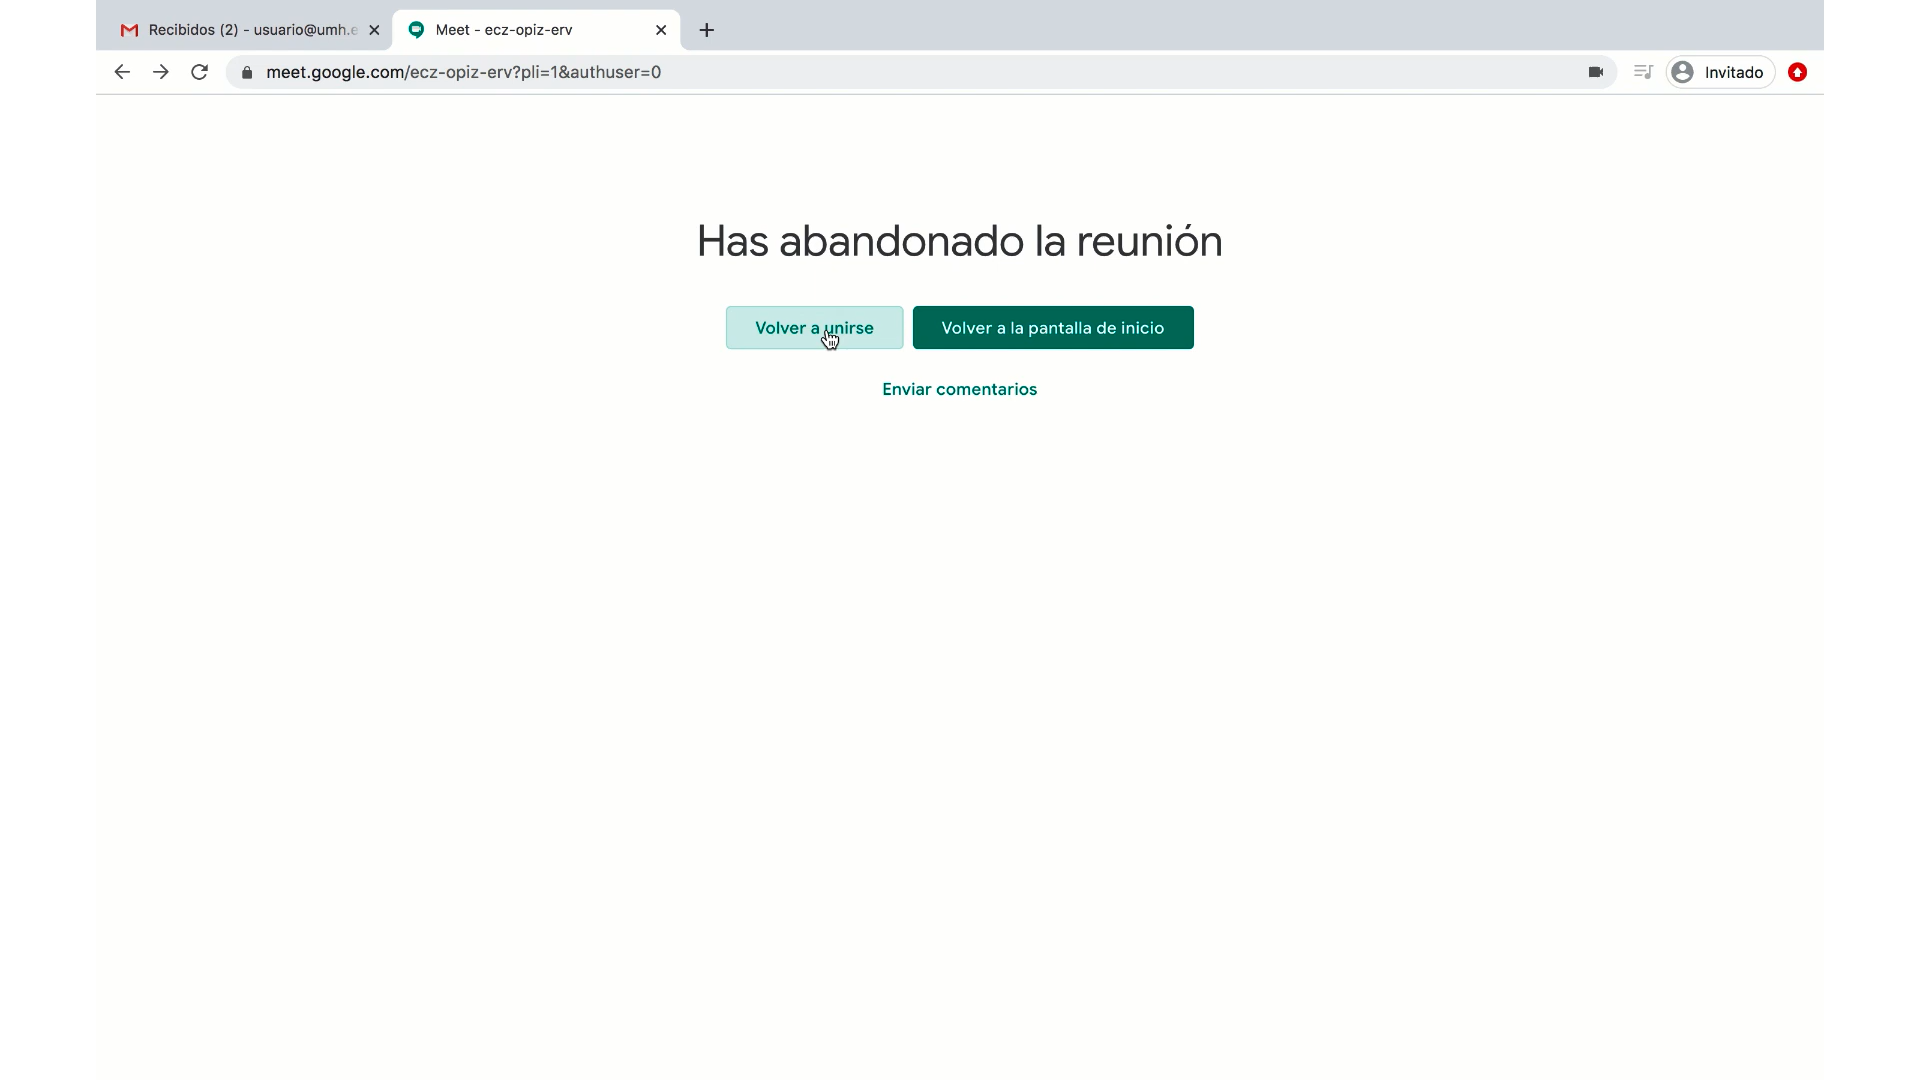 Recibidos (2) - usuario@umh.e
Meet - ecz-opiz-erv
meet.google.com/ecz-opiz-erv?pli=1&authuser=0
Invitado
Has abandonado la reunión
Volver a unirse
Volver a la pantalla de inicio
Enviar comentarios